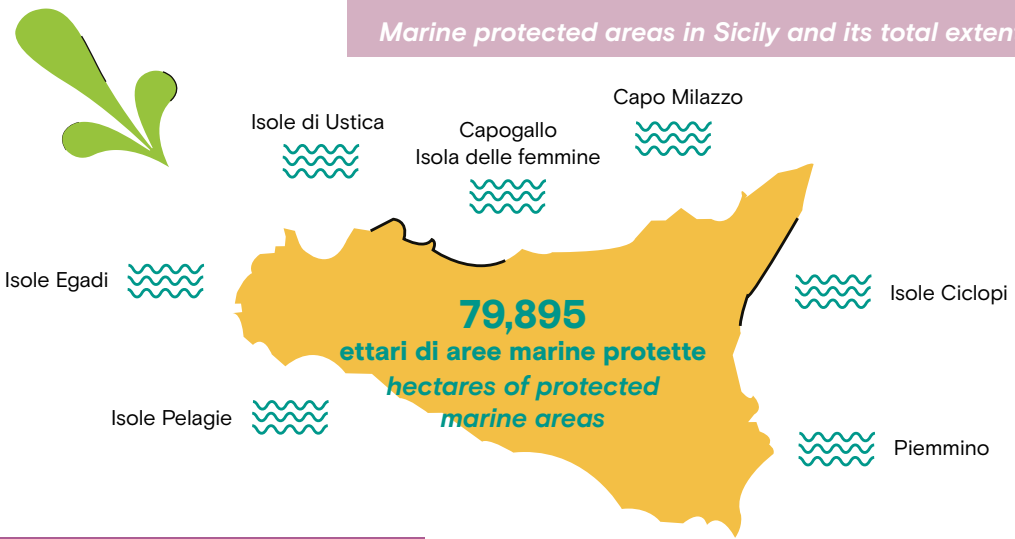 Marine protected areas in Sicily and its total exten
Capo Milazzo
Isole di Ustica
Capogallo
Isola delle femmine
Isole Egadi
Isole Ciclopi
79,895
ettari di aree marine protette
hectares of protected
marine areas
Isole Pelagie
Piemmino